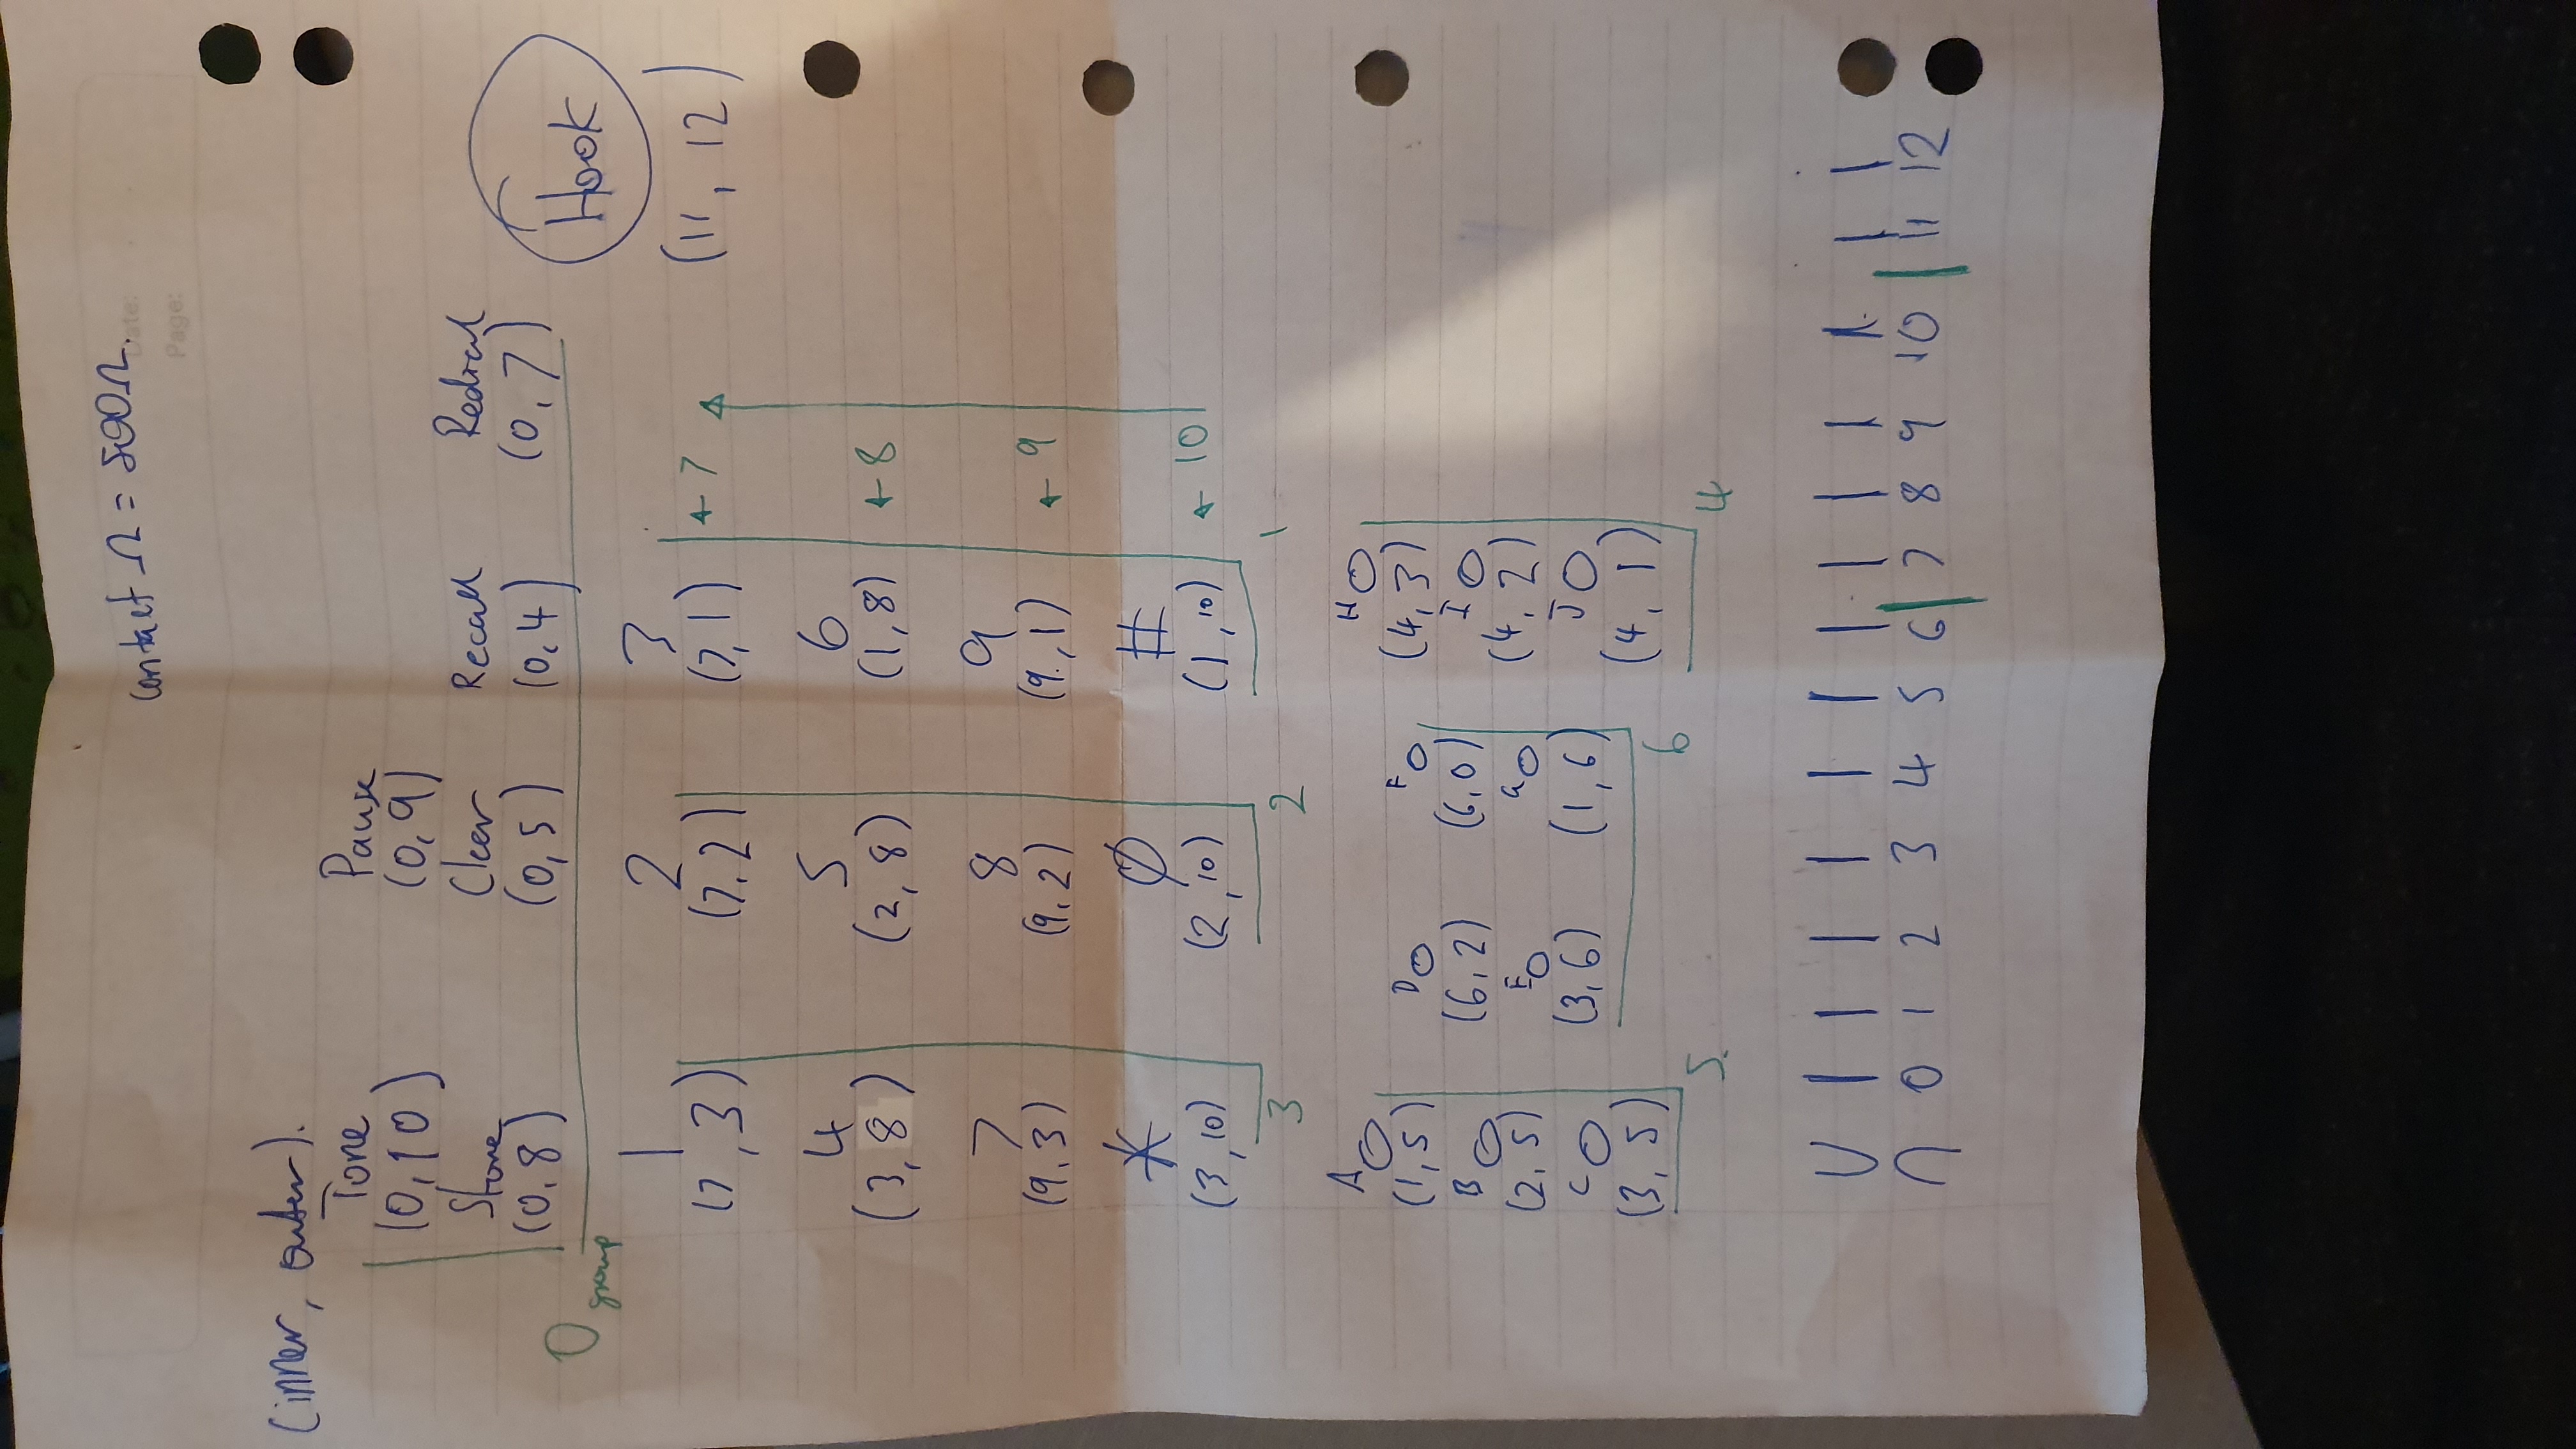 contact Ω = 500Ω.
Date:
Page:
(inner, outer).
Tone Pause
(0,10) (0,9)
Store Clear Recall Redial
(0,8) (0,5) (0,4) (0,7)
0 group
Hook
1 2 3
(7,3) (7,2) (7,1) ← 7 (11, 12)
4 5 6
(3,8) (2,8) (1,8) ← 8
7 8 9
(9,3) (9,2) (9,1) ← 9
* Ø #
(3,10) (2,10) (1,10) ← 10
3 2 1
A H
(1,5) D F (4,3)
B (6,2) (6,0) I
(2,5) E G (4,2)
C (3,6) (1,6) J
(3,5) (4,1)
5. 6 4
0 1 2 3 4 5 6 7 8 9 10 11 12